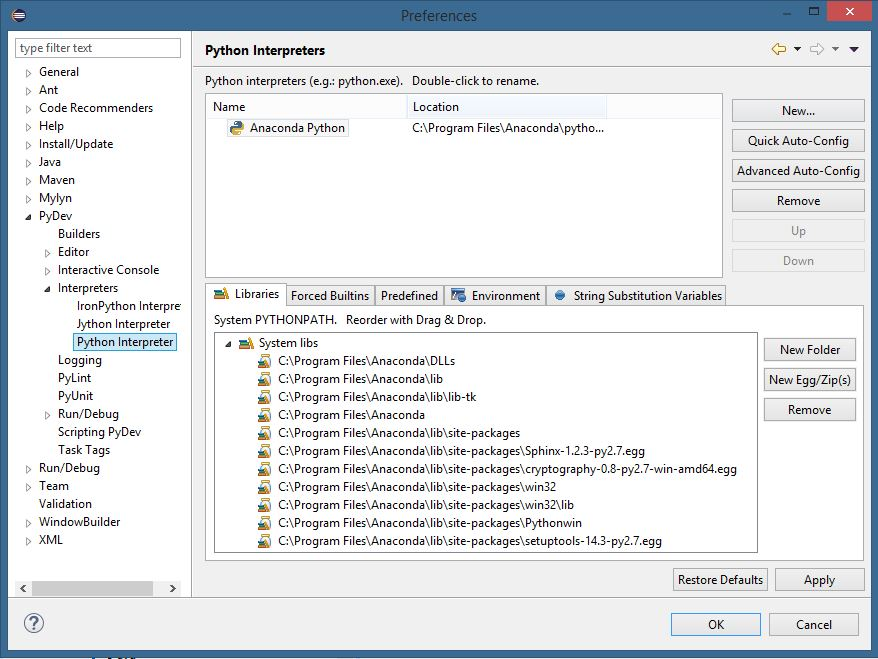 Preferences
type filter text
General
Ant
Code Recommenders
Help
Install/Update
Java
Maven
Mylyn
PyDev
Builders
Editor
Interactive Console
Interpreters
IronPython Interpre
Jython Interpreter
Python Interpreter
Logging
PyLint
PyUnit
Run/Debug
Scripting PyDev
Task Tags
Run/Debug
Team
Validation
WindowBuilder
XML
Python Interpreters
Python interpreters (e.g.: python.exe). Double-click to rename.
Name Location
Anaconda Python C:\Program Files\Anaconda\pytho...
New...
Quick Auto-Config
Advanced Auto-Config
Remove
Up
Down
Libraries Forced Builtins Predefined Environment String Substitution Variables
System PYTHONPATH. Reorder with Drag & Drop.
System libs
C:\Program Files\Anaconda\DLLs
C:\Program Files\Anaconda\lib
C:\Program Files\Anaconda\lib\lib-tk
C:\Program Files\Anaconda
C:\Program Files\Anaconda\lib\site-packages
C:\Program Files\Anaconda\lib\site-packages\Sphinx-1.2.3-py2.7.egg
C:\Program Files\Anaconda\lib\site-packages\cryptography-0.8-py2.7-win-amd64.egg
C:\Program Files\Anaconda\lib\site-packages\win32
C:\Program Files\Anaconda\lib\site-packages\win32\lib
C:\Program Files\Anaconda\lib\site-packages\Pythonwin
C:\Program Files\Anaconda\lib\site-packages\setuptools-14.3-py2.7.egg
New Folder
New Egg/Zip(s)
Remove
Restore Defaults Apply
OK Cancel